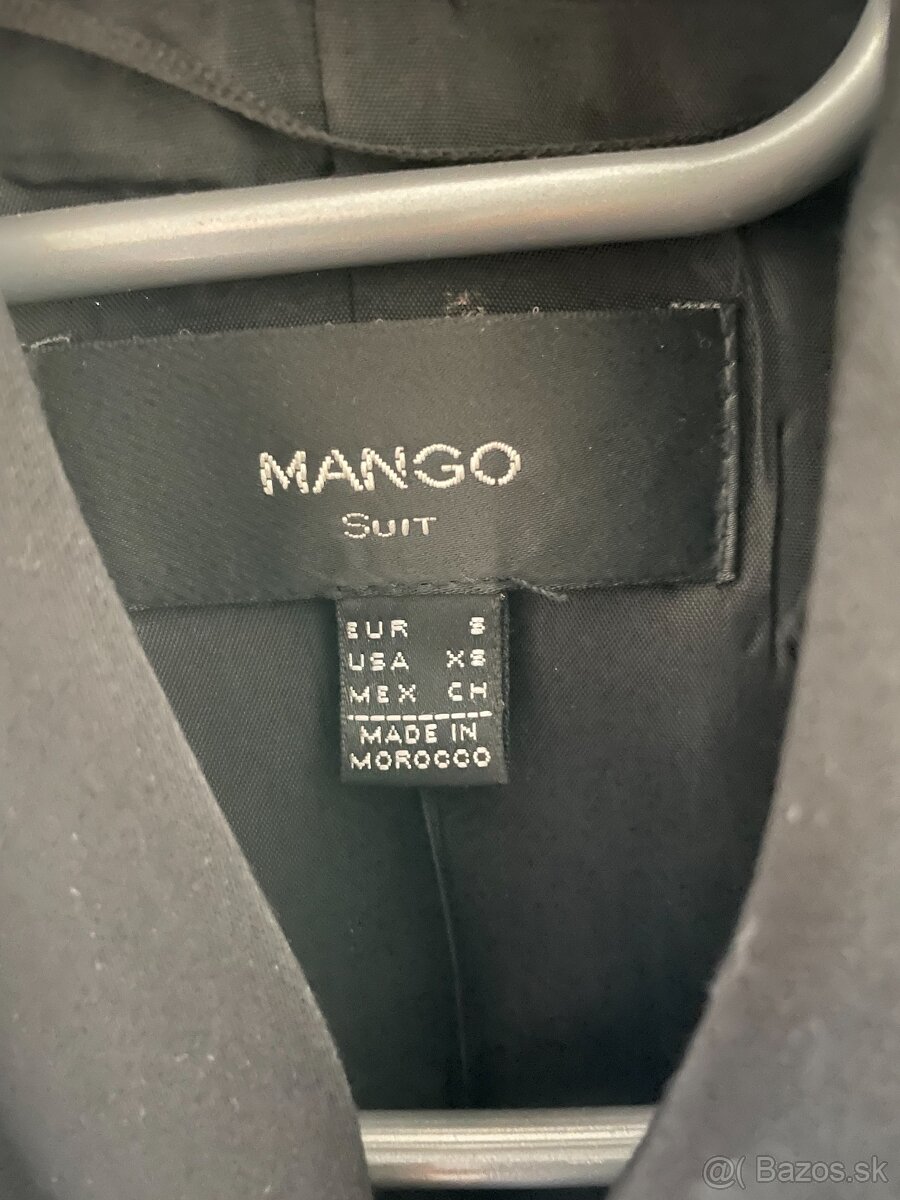 MANGO
SUIT
EUR S
USA XS
MEX CH
MADE IN
MOROCCO
@( Bazos.sk